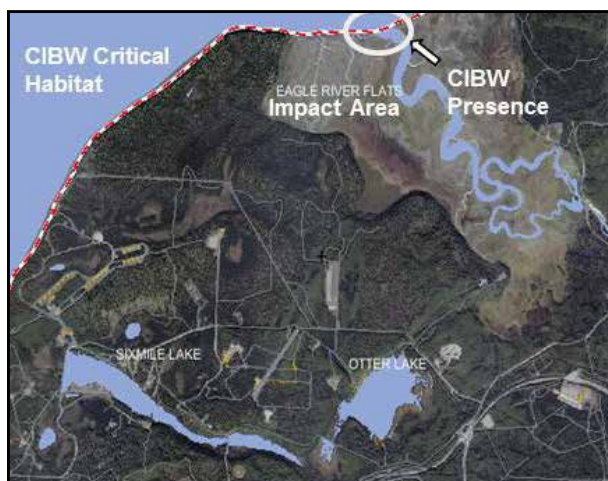 CIBW Critical
Habitat
CIBW
Presence
EAGLE RIVER FLATS
Impact Area
SIXMILE LAKE
OTTER LAKE